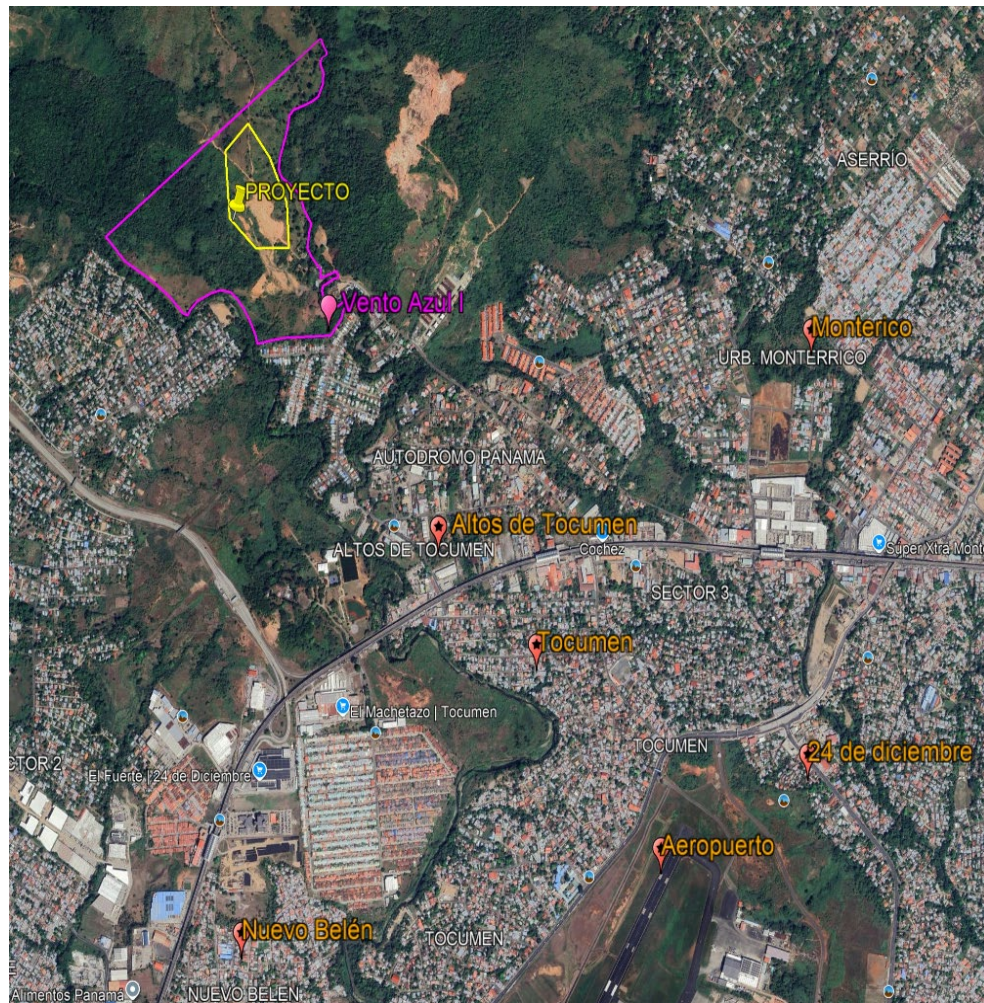 ASERRIO
PROYECTO
Vento Azul I
Monterico
URB. MONTERRICO
AUTODROMO PANAMA
Altos de Tocumen
ALTOS DE TOCUMEN
Cochez
Super Xtra Monte
SECTOR 3
Tocumen
El Machetazo | Tocumen
TOCUMEN
24 de diciembre
CTOR 2
El Fuerte | 24 de Diciembre
Aeropuerto
Nuevo Belén
TOCUMEN
Alimentos Panamá
NUEVO BELEN